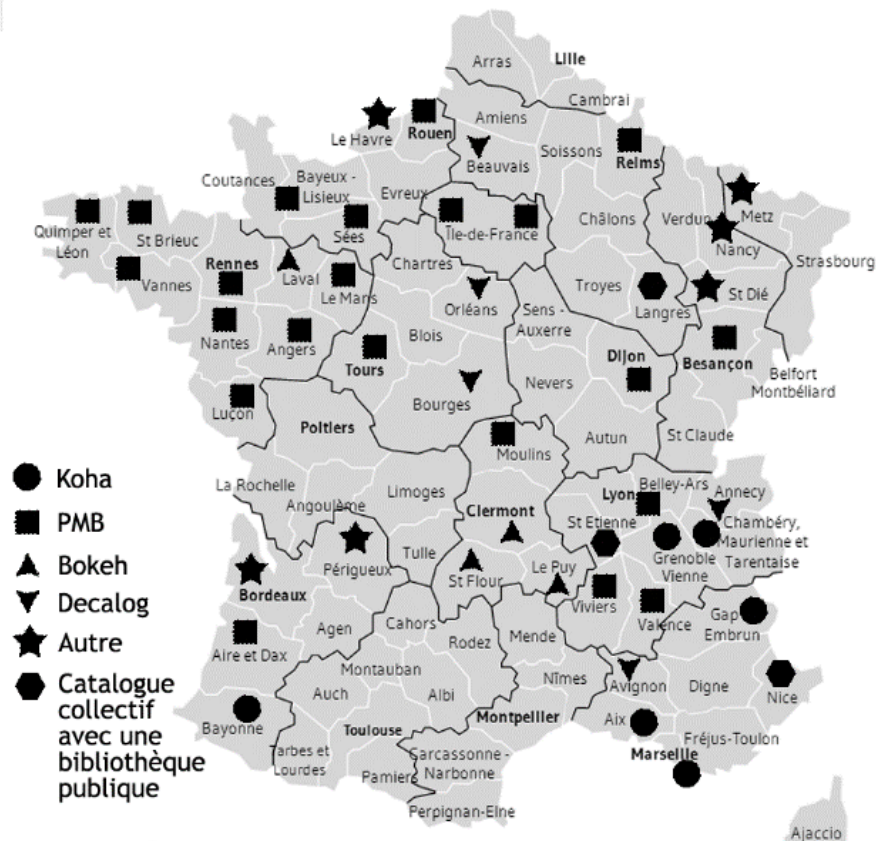 Lille
Arras
Cambrai
Amiens
Le Havre
Rouen
Beauvais
Soissons
Reims
Coutances
Bayeux -
Lisieux
Evreux
Sées
Île-de-France
Châlons
Verdun
Metz
Nancy
Strasbourg
Quimper et
Léon
St Brieuc
Vannes
Rennes
Laval
Le Mans
Chartres
Orléans
Troyes
Langres
St Dié
Nantes
Angers
Tours
Blois
Sens -
Auxerre
Dijon
Besançon
Belfort
Montbéliard
Luçon
Bourges
Nevers
Autun
St Claude
Poitiers
Moulins
La Rochelle
Angoulême
Limoges
Clermont
Lyon
Belley-Ars
Annecy
St Etienne
Chambéry,
Maurienne et
Tarentaise
Grenoble
Vienne
Périgueux
Tulle
St Flour
Le Puy
Viviers
Valence
Gap
Embrun
Bordeaux
Agen
Cahors
Rodez
Mende
Aire et Dax
Montauban
Auch
Albi
Nîmes
Avignon
Digne
Nice
Bayonne
Toulouse
Montpellier
Aix
Fréjus-Toulon
Marseille
Tarbes et
Lourdes
Pamiers
Carcassonne -
Narbonne
Perpignan-Elne
Ajaccio
Koha
PMB
Bokeh
Decalog
Autre
Catalogue
collectif
avec une
bibliothèque
publique